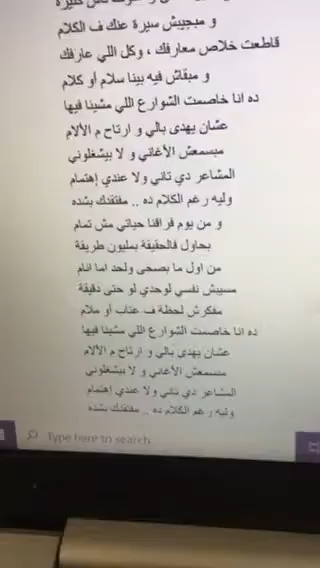 و مبجيبش سيرة عنك ف الكلام
قاطعت خلاص معارفك ، وكل اللي عارفك
و مبقاش فيه بينا سلام أو كلام
ده انا خاصمت الشوارع اللي مشينا فيها
عشان يهدى بالي و ارتاح م الألام
مبسمعش الأغاني و لا بيشغلوني
المشاعر دي تاني ولا عندي إهتمام
وليه رغم الكلام ده .. مفتقدك بشده
و من يوم فراقنا حياتي مش تمام
بحاول فالحقيقة بمليون طريقة
من اول ما بصحى ولحد اما انام
مسيبش نفسي لوحدي لو حتى دقيقة
مفكرش لحظة ف عتاب أو ملام
ده انا خاصمت الشوارع اللي مشينا فيها
عشان يهدى بالي و ارتاح م الألام
مبسمعش الأغاني و لا بيشغلوني
المشاعر دي تاني ولا عندي إهتمام
وليه رغم الكلام ده .. مفتقدك بشده
Type here to search